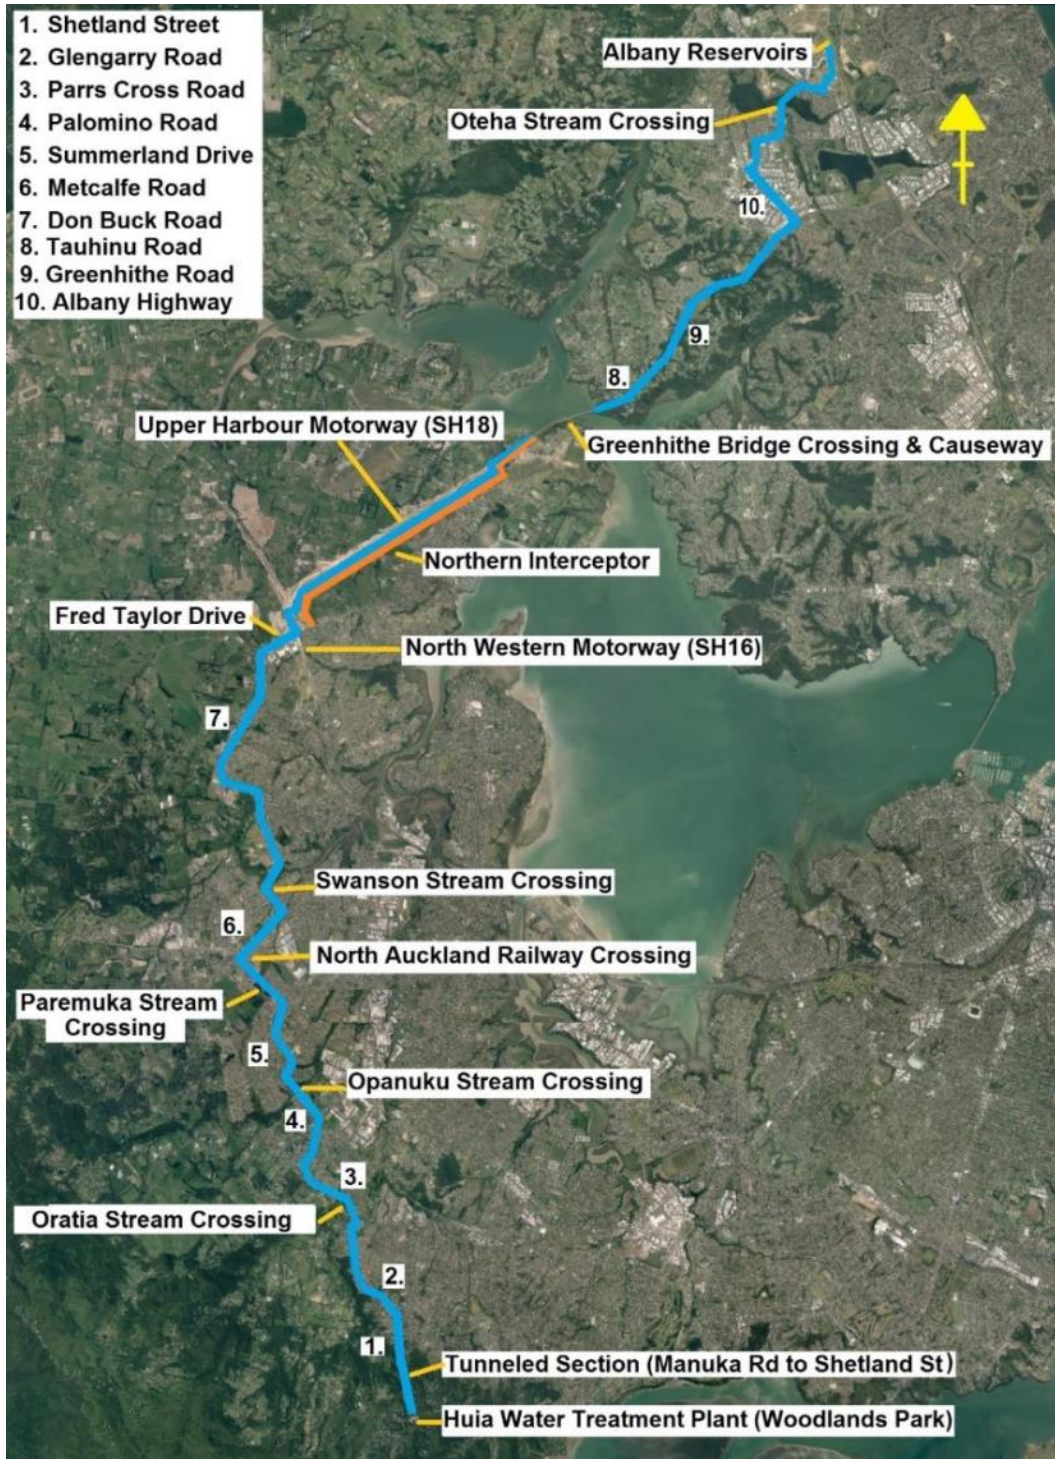 1. Shetland Street
2. Glengarry Road
3. Parrs Cross Road
4. Palomino Road
5. Summerland Drive
6. Metcalfe Road
7. Don Buck Road
8. Tauhinu Road
9. Greenhithe Road
10. Albany Highway
Albany Reservoirs
Oteha Stream Crossing
10.
9.
8.
Upper Harbour Motorway (SH18)
Greenhithe Bridge Crossing & Causeway
Northern Interceptor
Fred Taylor Drive
North Western Motorway (SH16)
7.
Swanson Stream Crossing
6.
North Auckland Railway Crossing
Paremuka Stream
Crossing
5.
Opanuku Stream Crossing
4.
3.
Oratia Stream Crossing
2.
1.
Tunneled Section (Manuka Rd to Shetland St)
Huia Water Treatment Plant (Woodlands Park)